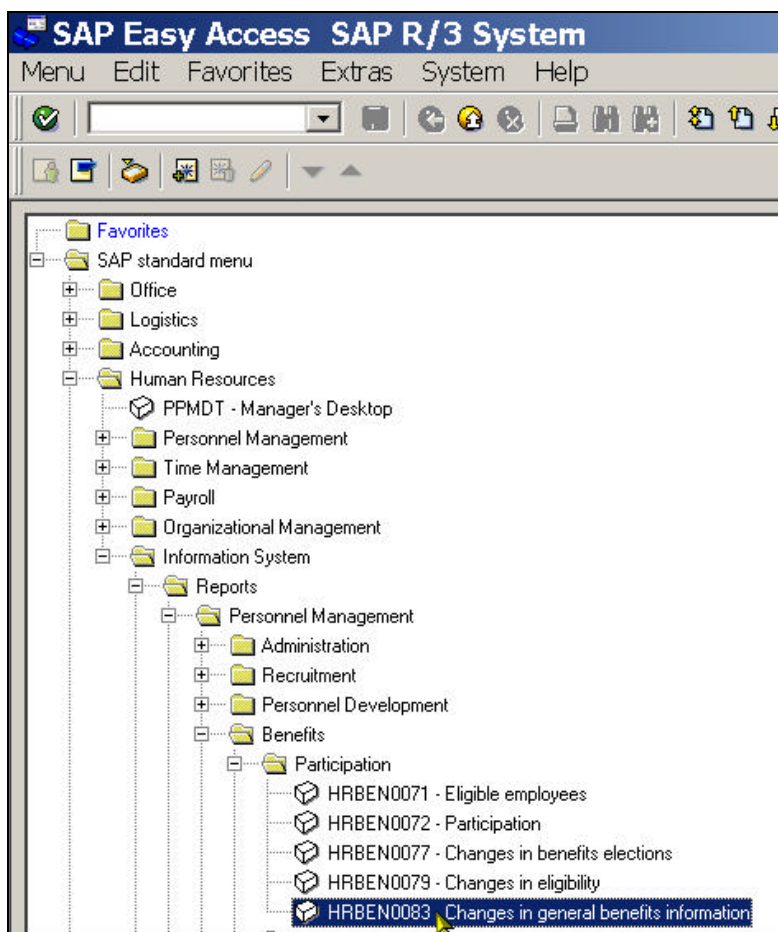 SAP Easy Access SAP R/3 System
Menu Edit Favorites Extras System Help
Favorites
SAP standard menu
Office
Logistics
Accounting
Human Resources
PPMDT - Manager's Desktop
Personnel Management
Time Management
Payroll
Organizational Management
Information System
Reports
Personnel Management
Administration
Recruitment
Personnel Development
Benefits
Participation
HRBEN0071 - Eligible employees
HRBEN0072 - Participation
HRBEN0077 - Changes in benefits elections
HRBEN0079 - Changes in eligibility
HRBEN0083 - Changes in general benefits information